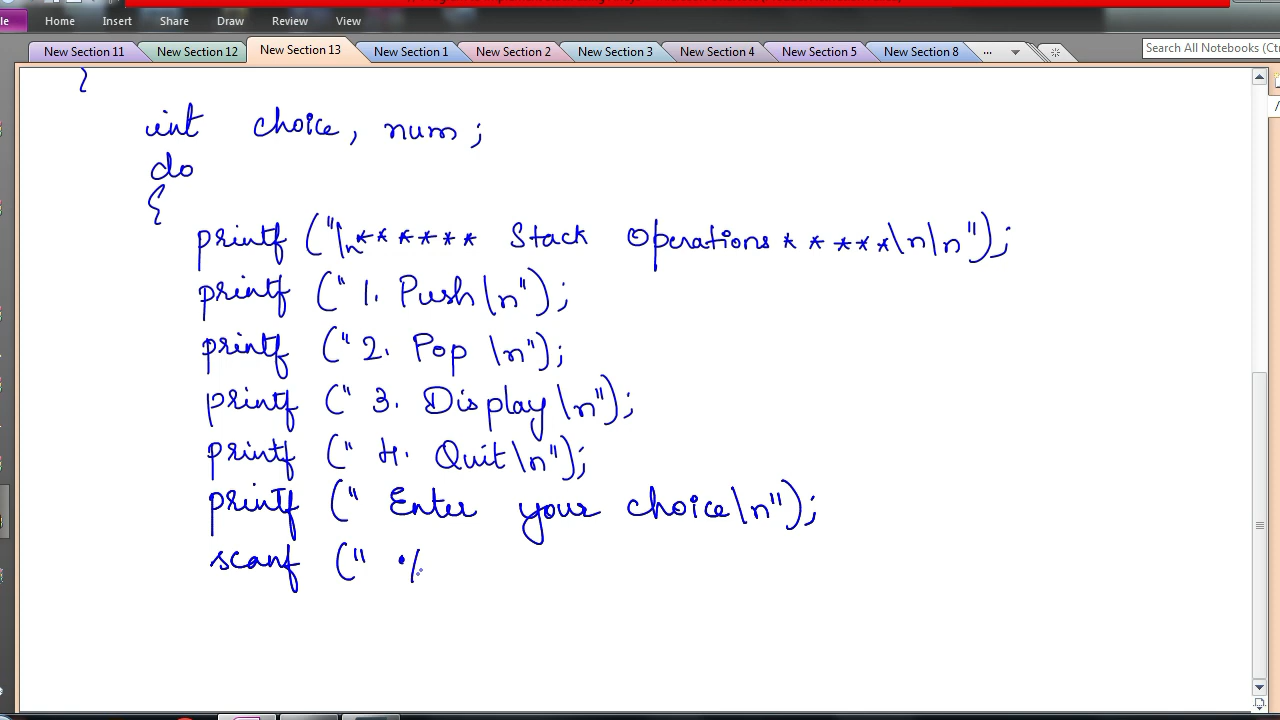 Home Insert Share Draw Review View
New Section 11 New Section 12 New Section 13 New Section 1 New Section 2 New Section 3 New Section 4 New Section 5 New Section 8 ... Search All Notebooks (Ctr
{
int choice, num;
do
{
printf ("\n****** Stack Operations *****\n\n");
printf (" 1. Push\n");
printf (" 2. Pop \n");
printf (" 3. Display\n");
printf (" 4. Quit\n");
printf (" Enter your choice\n");
scanf (" %